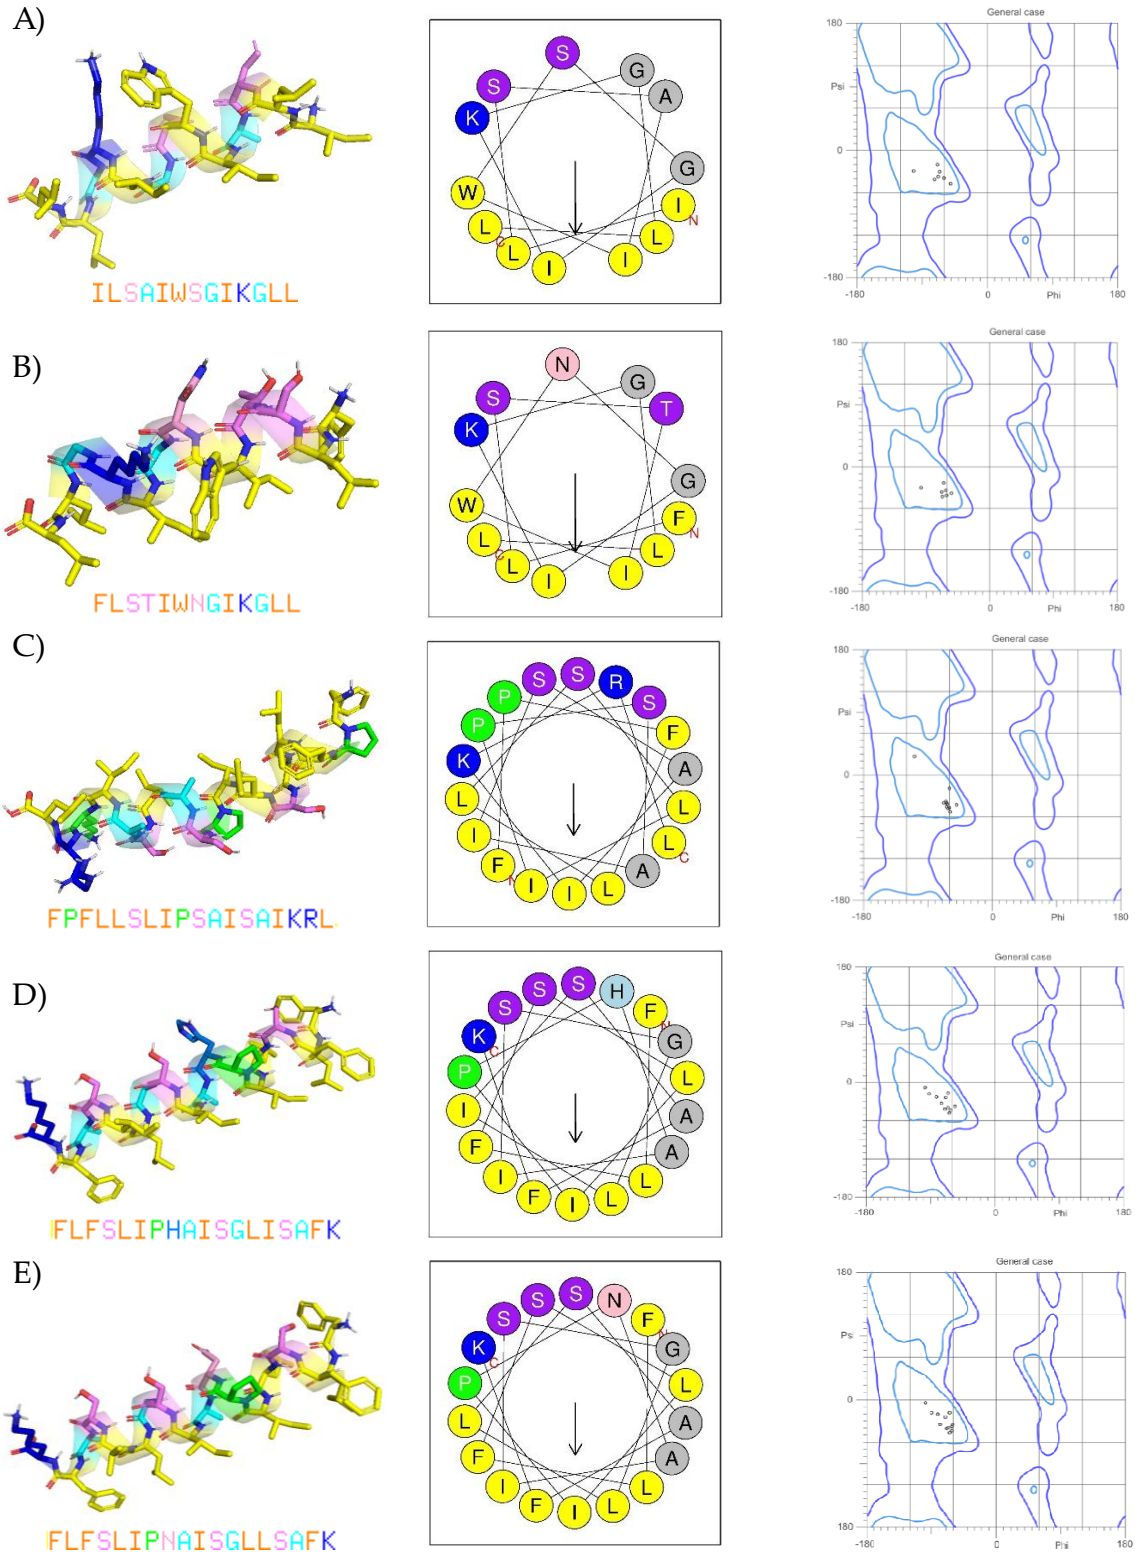 A)
ILSAIWSGIKGLL
S
G
S
A
K
G
W
I
N
L
C
L
L
I
I
General case
Psi
0
-180
-180 0 Phi 180
B)
FLSTIWNGIKGLL
N
G
S
T
K
G
W
F
N
L
C
L
L
I
I
General case
180
Psi
0
-180
-180 0 Phi 180
C)
FPFLLSLIPSAISAIKRL
S
S
R
P
S
P
F
K
A
L
L
I
L
C
F
N
A
I
I
L
General case
180
Psi
0
-180
-180 0 Phi 180
D)
FLFSLIPHAISGLISAFK
S
S
H
S
F
N
K
C
G
P
L
I
A
F
A
I
L
F
L
I
General case
180
Psi
0
-180
-180 0 Phi 180
E)
FLFSLIPNAISGLLSAFK
S
S
N
S
F
N
K
C
G
P
L
L
A
F
A
I
L
F
L
I
General case
180
Ps
0
-180
-180 0 Phi 180